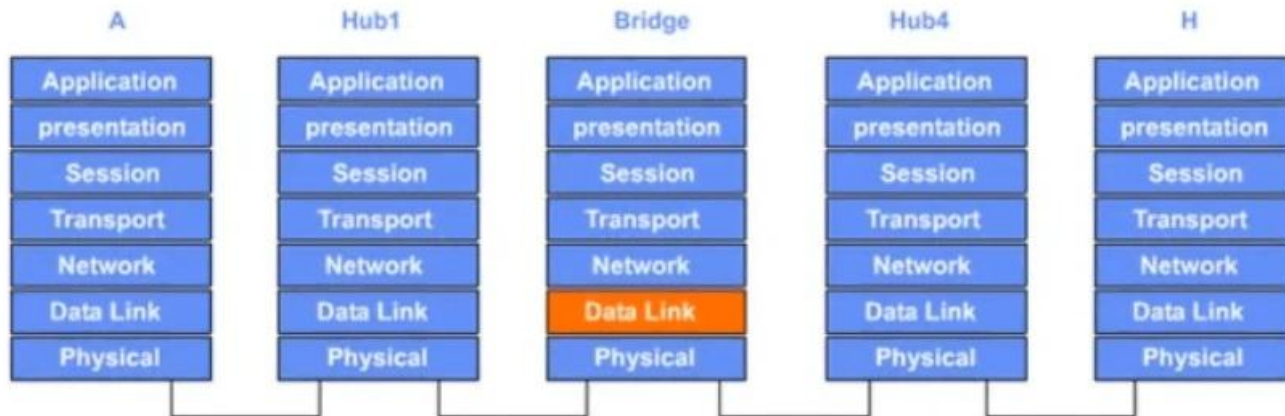 A Hub1 Bridge Hub4 H
Application Application Application Application Application
presentation presentation presentation presentation presentation
Session Session Session Session Session
Transport Transport Transport Transport Transport
Network Network Network Network Network
Data Link Data Link Data Link Data Link Data Link
Physical Physical Physical Physical Physical